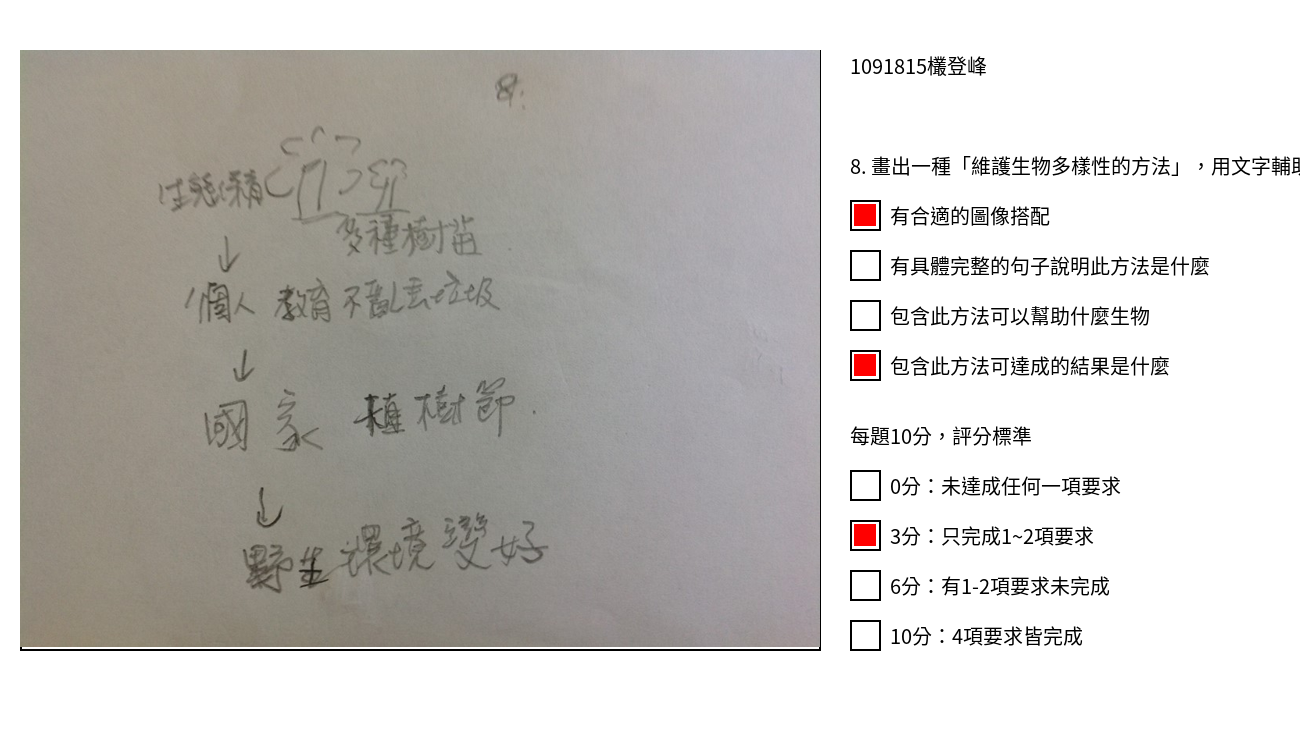 1091815欉登峰
8.
生態保精
多種樹苗
↓
個人 教育不亂丟垃圾
↓
國家 植樹節.
↓
野生環境變好
8. 畫出一種「維護生物多樣性的方法」，用文字輔助
有合適的圖像搭配
有具體完整的句子說明此方法是什麼
包含此方法可以幫助什麼生物
包含此方法可達成的結果是什麼
每題10分，評分標準
0分：未達成任何一項要求
3分：只完成1~2項要求
6分：有1-2項要求未完成
10分：4項要求皆完成